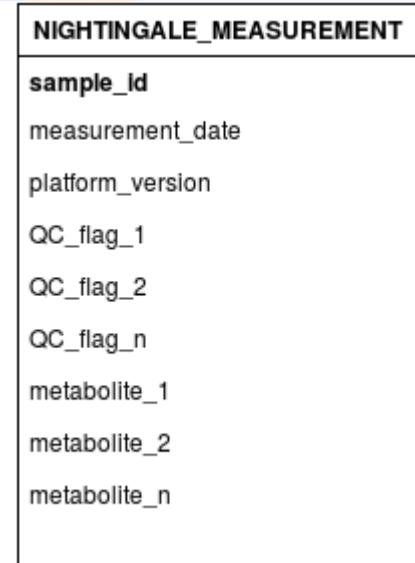 NIGHTINGALE_MEASUREMENT
sample_id
measurement_date
platform_version
QC_flag_1
QC_flag_2
QC_flag_n
metabolite_1
metabolite_2
metabolite_n